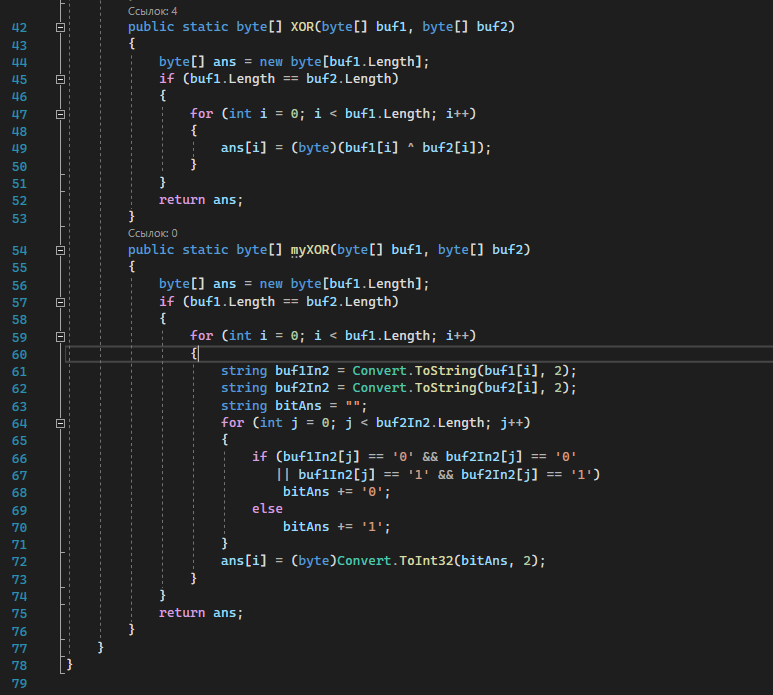 Ссылок: 4
42 public static byte[] XOR(byte[] buf1, byte[] buf2)
43 {
44 byte[] ans = new byte[buf1.Length];
45 if (buf1.Length == buf2.Length)
46 {
47 for (int i = 0; i < buf1.Length; i++)
48 {
49 ans[i] = (byte)(buf1[i] ^ buf2[i]);
50 }
51 }
52 return ans;
53 }
Ссылок: 0
54 public static byte[] myXOR(byte[] buf1, byte[] buf2)
55 {
56 byte[] ans = new byte[buf1.Length];
57 if (buf1.Length == buf2.Length)
58 {
59 for (int i = 0; i < buf1.Length; i++)
60 {
61 string buf1In2 = Convert.ToString(buf1[i], 2);
62 string buf2In2 = Convert.ToString(buf2[i], 2);
63 string bitAns = "";
64 for (int j = 0; j < buf2In2.Length; j++)
65 {
66 if (buf1In2[j] == '0' && buf2In2[j] == '0'
67 || buf1In2[j] == '1' && buf2In2[j] == '1')
68 bitAns += '0';
69 else
70 bitAns += '1';
71 }
72 ans[i] = (byte)Convert.ToInt32(bitAns, 2);
73 }
74 }
75 return ans;
76 }
77 }
78 }
79